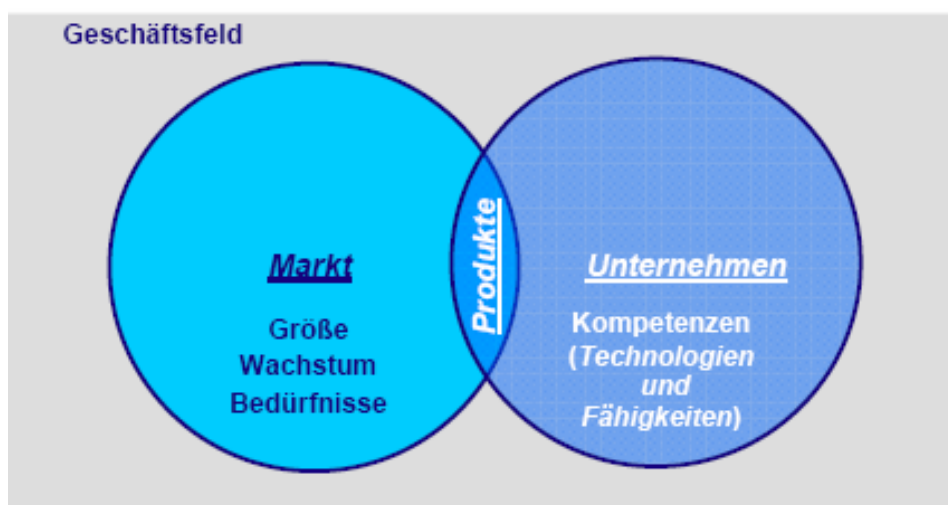 Geschäftsfeld
Markt
Größe
Wachstum
Bedürfnisse
Produkte
Unternehmen
Kompetenzen
(Technologien
und
Fähigkeiten)